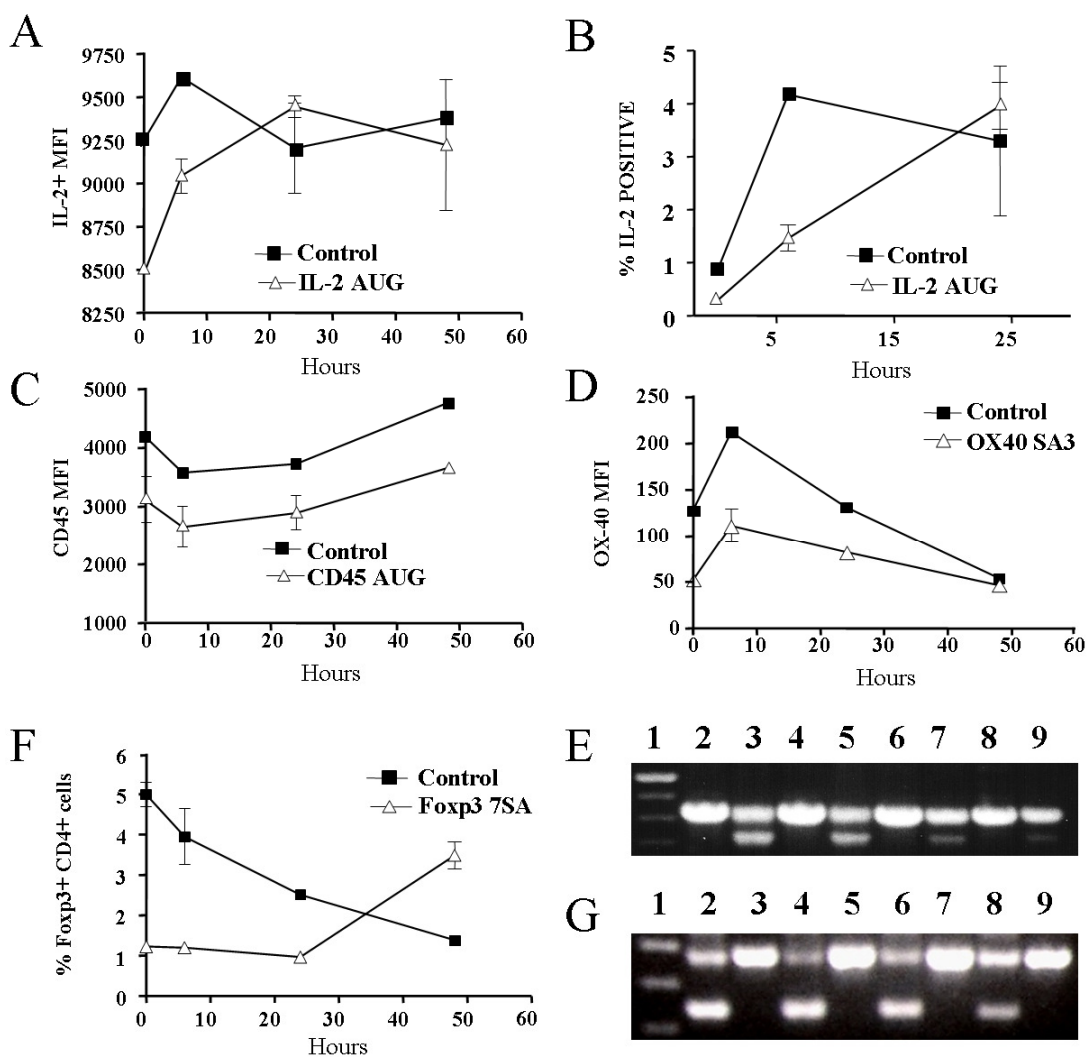 A
9750
9500
9250
9000
8750
8500
8250
IL-2+ MFI
Control
IL-2 AUG
0 10 20 30 40 50 60
Hours
B
5
4
3
2
1
0
% IL-2 POSITIVE
Control
IL-2 AUG
5 15 25
Hours
C
5000
4000
3000
2000
1000
CD45 MFI
Control
CD45 AUG
0 10 20 30 40 50 60
Hours
D
250
200
150
100
50
0
OX-40 MFI
Control
OX40 SA3
0 10 20 30 40 50 60
Hours
F
6
5
4
3
2
1
0
% Foxp3+ CD4+ cells
Control
Foxp3 7SA
0 10 20 30 40 50 60
Hours
E
1 2 3 4 5 6 7 8 9
G
1 2 3 4 5 6 7 8 9